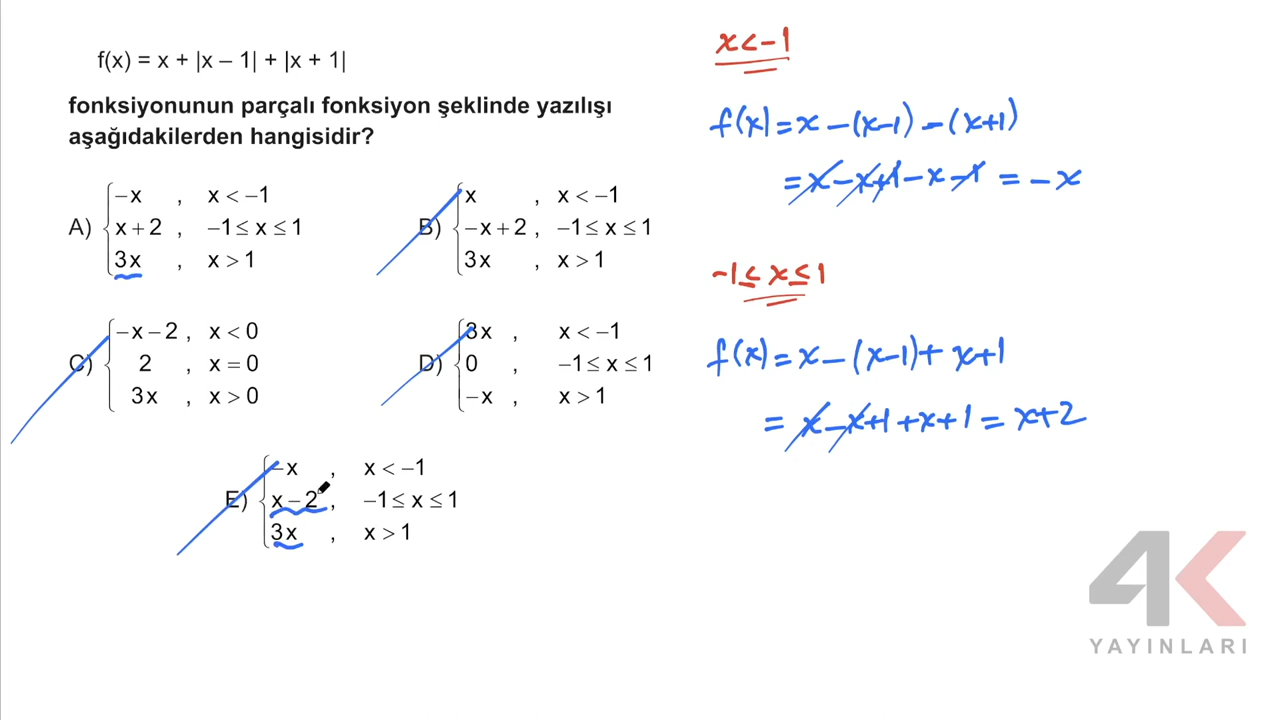 f(x) = x + |x – 1| + |x + 1|
fonksiyonunun parçalı fonksiyon şeklinde yazılışı
aşağıdakilerden hangisidir?
A) { –x , x < –1
x + 2 , –1 ≤ x ≤ 1
3x , x > 1
B) { x , x < –1
–x + 2 , –1 ≤ x ≤ 1
3x , x > 1
C) { –x – 2 , x < 0
2 , x = 0
3x , x > 0
D) { 3x , x < –1
0 , –1 ≤ x ≤ 1
–x , x > 1
E) { –x , x < –1
x – 2 , –1 ≤ x ≤ 1
3x , x > 1
x < –1
f(x) = x – (x–1) – (x+1)
= x – x + 1 – x – 1 = – x
–1 ≤ x ≤ 1
f(x) = x – (x–1) + x+1
= x – x + 1 + x + 1 = x+2
4K
YAYINLARI